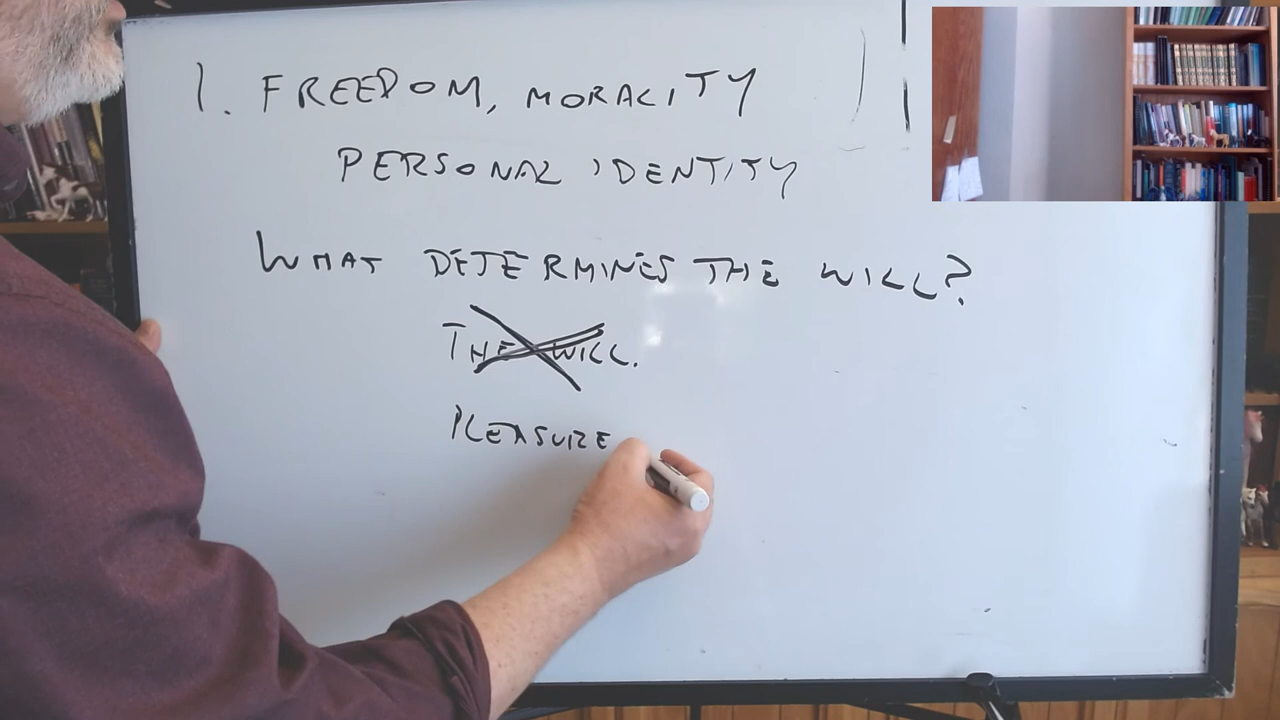 1. FREEDOM, MORALITY
PERSONAL IDENTITY
WHAT DETERMINES THE WILL?
THE WILL.
PLEASURE